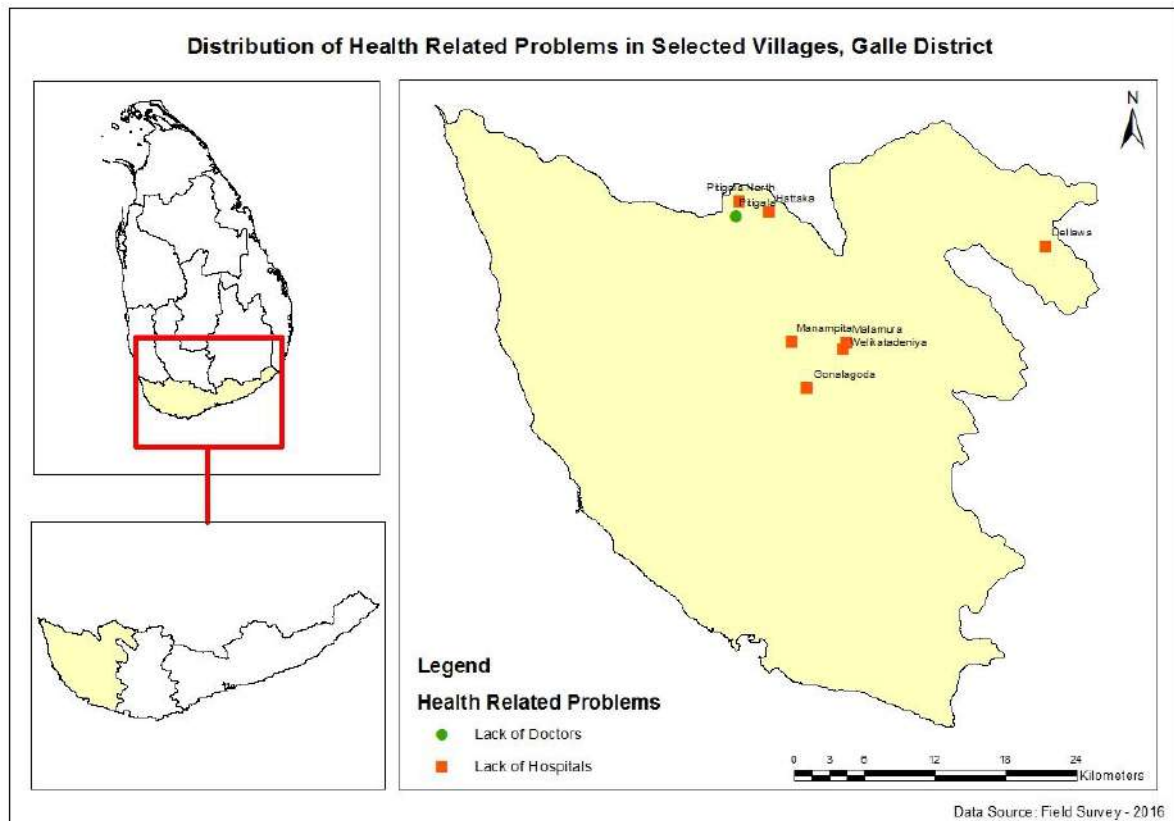 Distribution of Health Related Problems in Selected Villages, Galle District
N
Pitigala North
Hattaka
Pitigala
Dellawa
Manampita
Malamura
Welikatadeniya
Gonalagoda
Legend
Health Related Problems
Lack of Doctors
Lack of Hospitals
0 3 6 12 18 24
Kilometers
Data Source: Field Survey - 2016